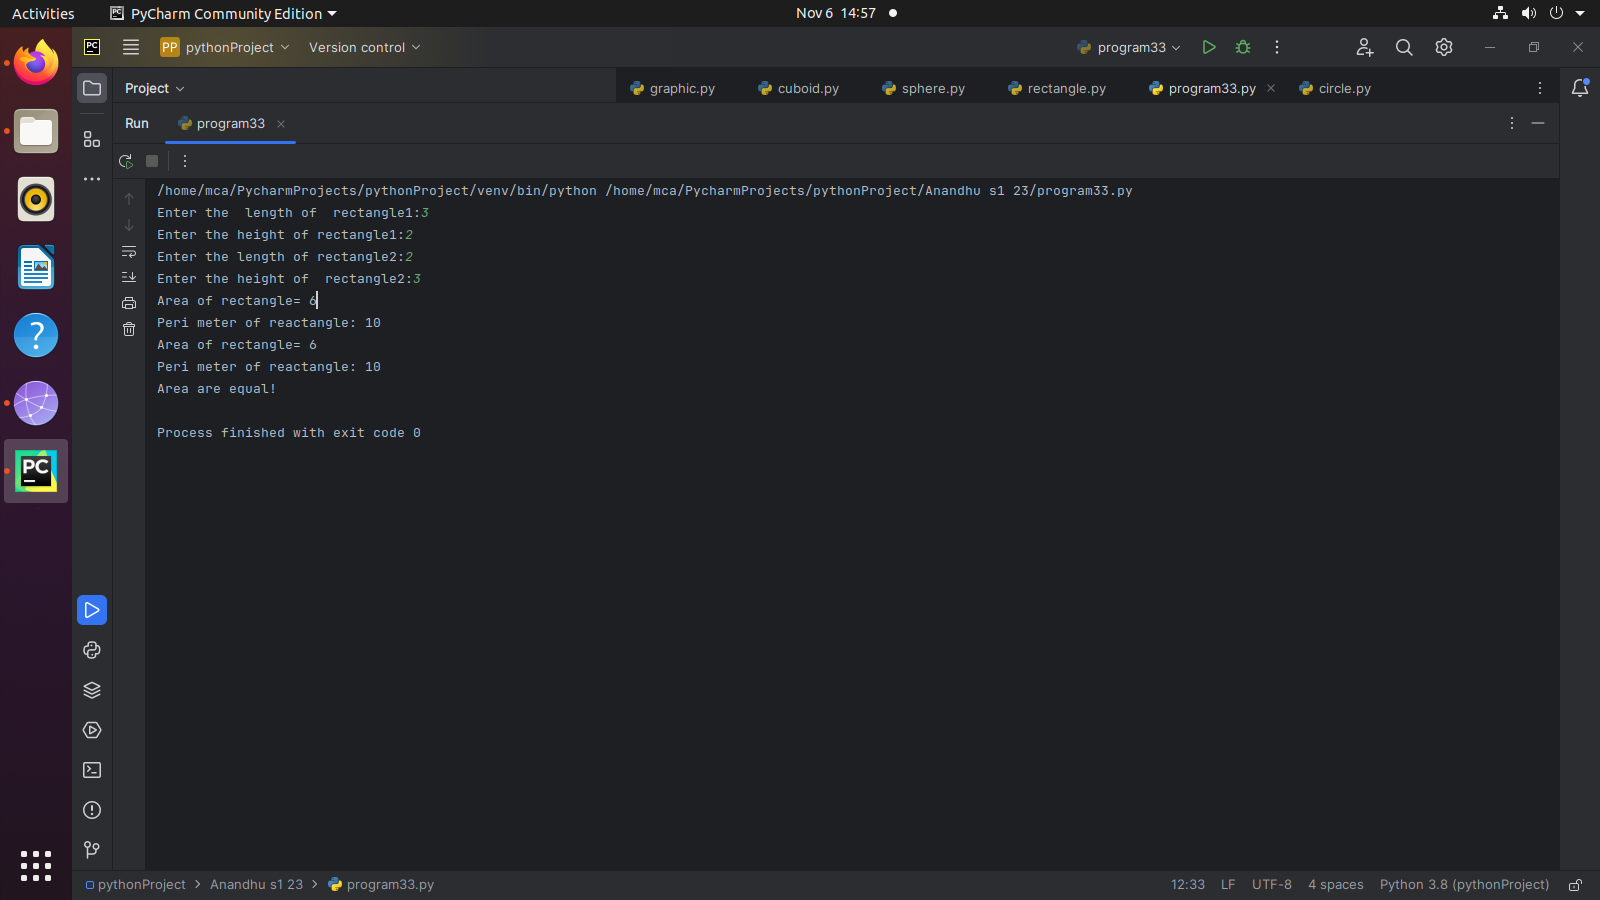 Activities PyCharm Community Edition Nov 6 14:57
PC PP pythonProject Version control program33
Project graphic.py cuboid.py sphere.py rectangle.py program33.py circle.py
Run program33
/home/mca/PycharmProjects/pythonProject/venv/bin/python /home/mca/PycharmProjects/pythonProject/Anandhu s1 23/program33.py
Enter the  length of  rectangle1:3
Enter the height of rectangle1:2
Enter the length of rectangle2:2
Enter the height of  rectangle2:3
Area of rectangle= 6
Peri meter of reactangle: 10
Area of rectangle= 6
Peri meter of reactangle: 10
Area are equal!
Process finished with exit code 0
PC
pythonProject > Anandhu s1 23 > program33.py 12:33 LF UTF-8 4 spaces Python 3.8 (pythonProject)